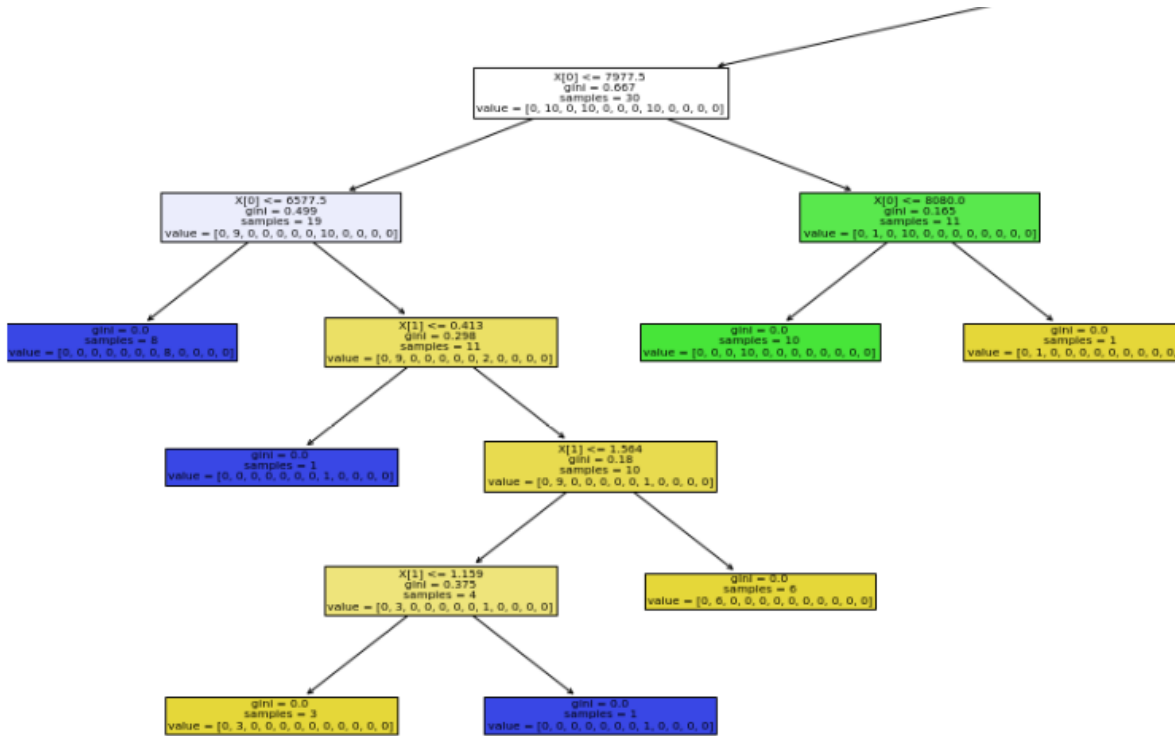 X[0] <= 7977.5
gini = 0.667
samples = 30
value = [0, 10, 0, 10, 0, 0, 0, 10, 0, 0, 0, 0]
X[0] <= 6577.5
gini = 0.499
samples = 19
value = [0, 9, 0, 0, 0, 0, 0, 10, 0, 0, 0, 0]
X[0] <= 8080.0
gini = 0.165
samples = 11
value = [0, 1, 0, 10, 0, 0, 0, 0, 0, 0, 0, 0]
gini = 0.0
samples = 8
value = [0, 0, 0, 0, 0, 0, 0, 8, 0, 0, 0, 0]
X[1] <= 0.413
gini = 0.298
samples = 11
value = [0, 9, 0, 0, 0, 0, 0, 2, 0, 0, 0, 0]
gini = 0.0
samples = 10
value = [0, 0, 0, 10, 0, 0, 0, 0, 0, 0, 0, 0]
gini = 0.0
samples = 1
value = [0, 1, 0, 0, 0, 0, 0, 0, 0, 0, 0,
gini = 0.0
samples = 1
value = [0, 0, 0, 0, 0, 0, 0, 1, 0, 0, 0, 0]
X[1] <= 1.564
gini = 0.18
samples = 10
value = [0, 9, 0, 0, 0, 0, 0, 1, 0, 0, 0, 0]
X[1] <= 1.159
gini = 0.375
samples = 4
value = [0, 3, 0, 0, 0, 0, 0, 1, 0, 0, 0, 0]
gini = 0.0
samples = 6
value = [0, 6, 0, 0, 0, 0, 0, 0, 0, 0, 0, 0]
gini = 0.0
samples = 3
value = [0, 3, 0, 0, 0, 0, 0, 0, 0, 0, 0, 0]
gini = 0.0
samples = 1
value = [0, 0, 0, 0, 0, 0, 0, 1, 0, 0, 0, 0]